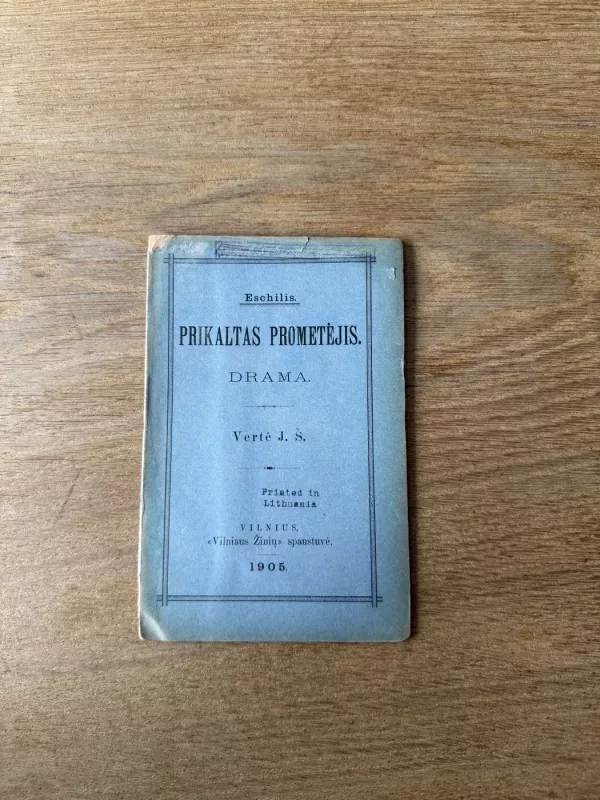 Eschilis.
PRIKALTAS PROMETĖJIS.
DRAMA.
Vertė J. Š.
Printed in
Lithuania
VILNIUS,
«Vilniaus Žinių» spaustuvė,
1905.